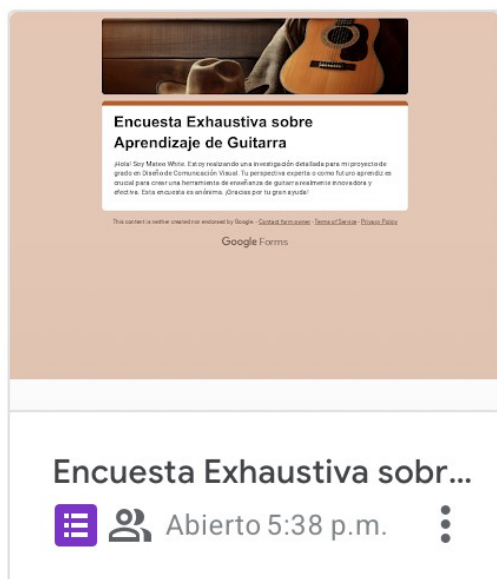 Encuesta Exhaustiva sobre
Aprendizaje de Guitarra
¡Hola! Soy Mateo White. Estoy realizando una investigación detallada para mi proyecto de
grado en Diseño de Comunicación Visual. Tu perspectiva experta o como futuro aprendiz es
crucial para crear una herramienta de enseñanza de guitarra realmente innovadora y
efectiva. Esta encuesta es anónima. ¡Gracias por tu gran ayuda!
This content is neither created nor endorsed by Google. - Contact form owner - Terms of Service - Privacy Policy
Google Forms
Encuesta Exhaustiva sobr...
Abierto 5:38 p.m.